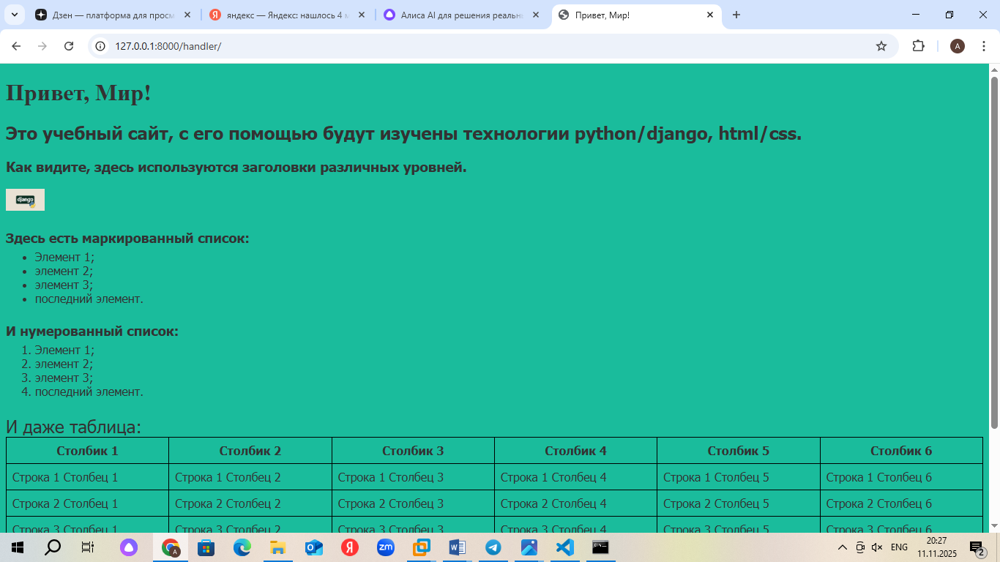 Дзен — платформа для просм
яндекс — Яндекс: нашлось 4 м
Алиса AI для решения реальн
Привет, Мир!
127.0.0.1:8000/handler/
A
Привет, Мир!
Это учебный сайт, с его помощью будут изучены технологии python/django, html/css.
Как видите, здесь используются заголовки различных уровней.
django
Здесь есть маркированный список:
• Элемент 1;
• элемент 2;
• элемент 3;
• последний элемент.
И нумерованный список:
1. Элемент 1;
2. элемент 2;
3. элемент 3;
4. последний элемент.
И даже таблица:
Столбик 1 Столбик 2 Столбик 3 Столбик 4 Столбик 5 Столбик 6
Строка 1 Столбец 1 Строка 1 Столбец 2 Строка 1 Столбец 3 Строка 1 Столбец 4 Строка 1 Столбец 5 Строка 1 Столбец 6
Строка 2 Столбец 1 Строка 2 Столбец 2 Строка 2 Столбец 3 Строка 2 Столбец 4 Строка 2 Столбец 5 Строка 2 Столбец 6
Строка 3 Столбец 1 Строка 3 Столбец 2 Строка 3 Столбец 3 Строка 3 Столбец 4 Строка 3 Столбец 5 Строка 3 Столбец 6
ENG
20:27
11.11.2025
2